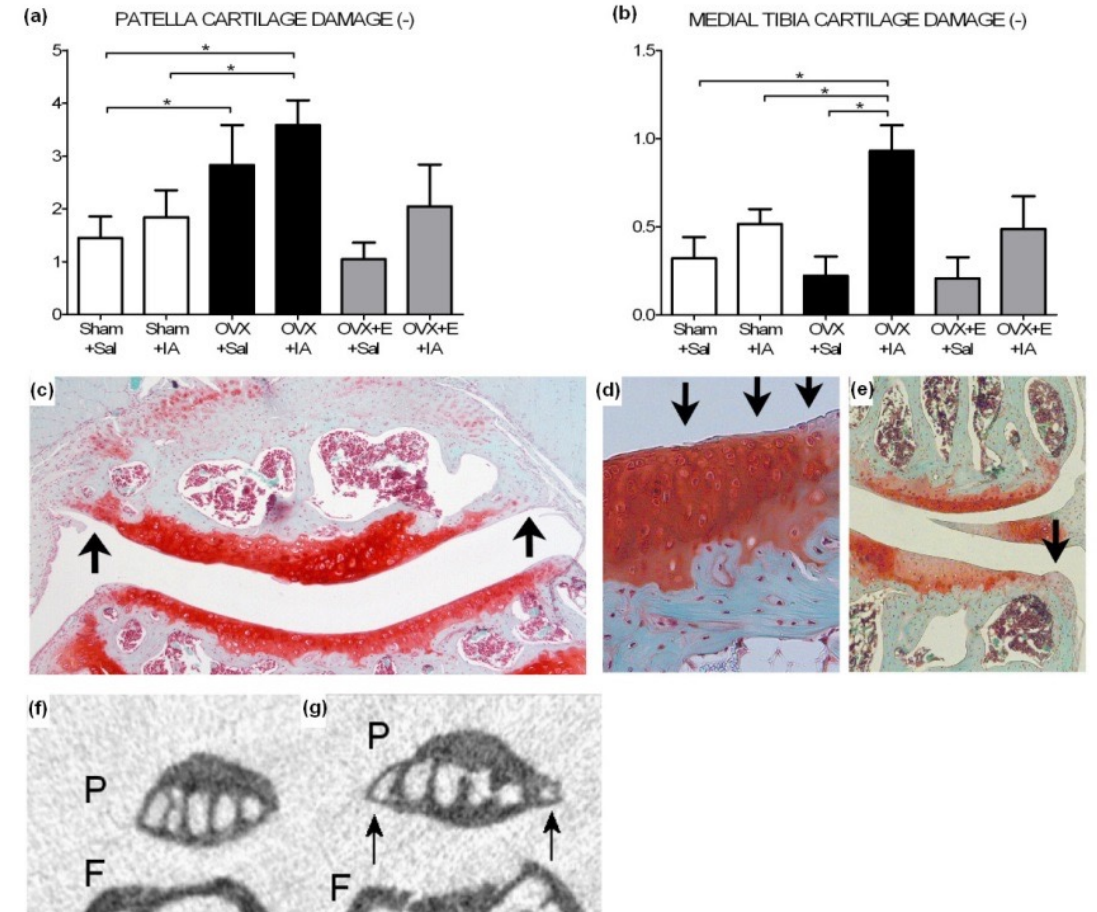 (a)
PATELLA CARTILAGE DAMAGE (-)
5
4
3
2
1
0
*
*
*
Sham +Sal
Sham +IA
OVX +Sal
OVX +IA
OVX+E +Sal
OVX+E +IA
(b)
MEDIAL TIBIA CARTILAGE DAMAGE (-)
1.5
1.0
0.5
0.0
*
*
*
Sham +Sal
Sham +IA
OVX +Sal
OVX +IA
OVX+E +Sal
OVX+E +IA
(c)
(d)
(e)
(f)
P
F
(g)
P
F